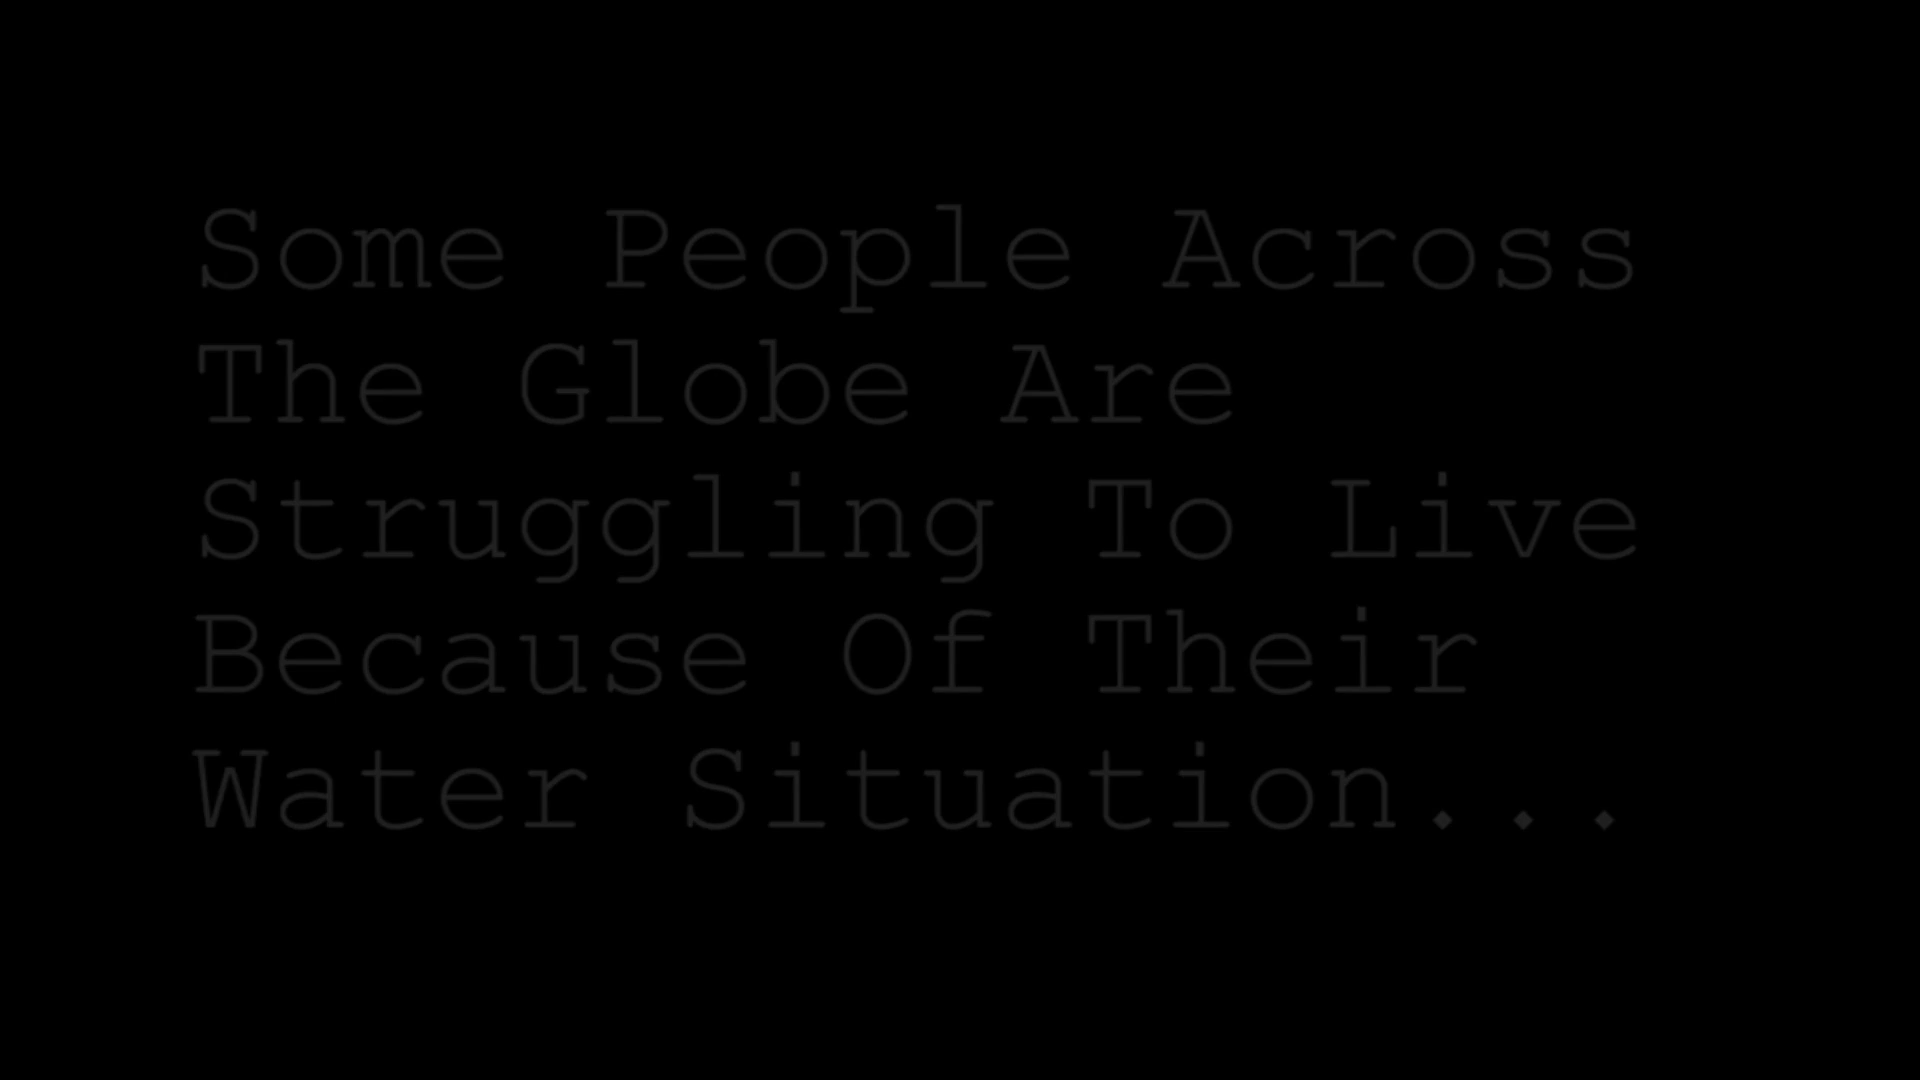 Some People Across
The Globe Are
Struggling To Live
Because Of Their
Water Situation...